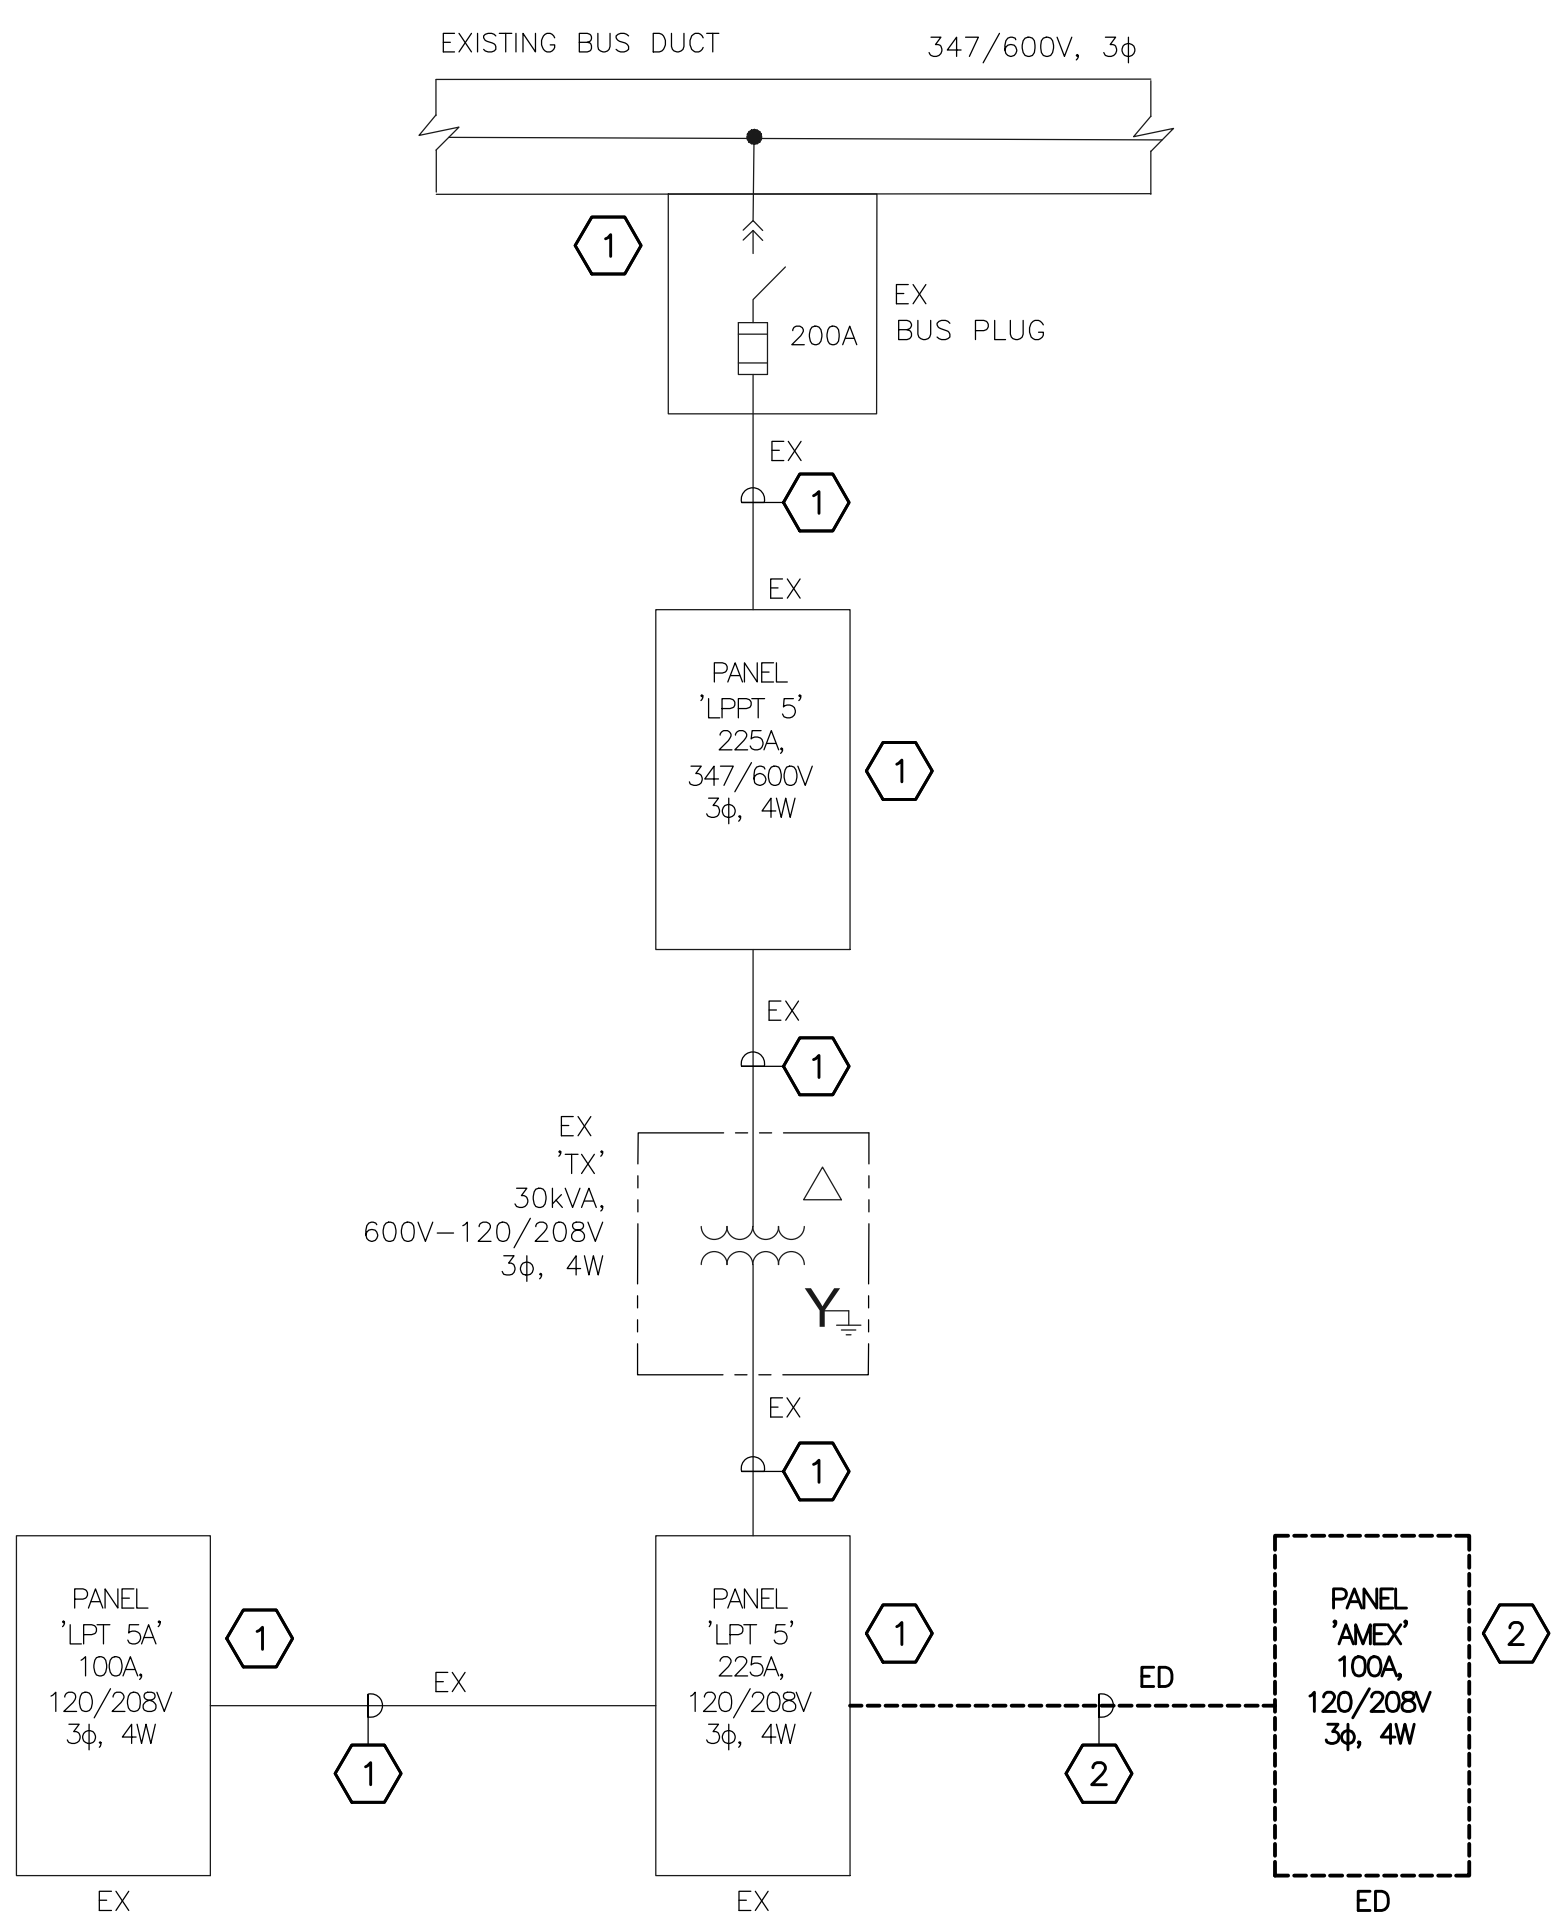 EXISTING BUS DUCT
347/600V, 3ϕ
1
EX
BUS PLUG
200A
EX
1
EX
PANEL
'LPPT 5'
225A,
347/600V
3ϕ, 4W
1
EX
1
EX
'TX'
30kVA,
600V-120/208V
3ϕ, 4W
Y
EX
1
PANEL
'LPT 5A'
100A,
120/208V
3ϕ, 4W
EX
1
EX
1
PANEL
'LPT 5'
225A,
120/208V
3ϕ, 4W
EX
1
ED
2
PANEL
'AMEX'
100A,
120/208V
3ϕ, 4W
ED
2